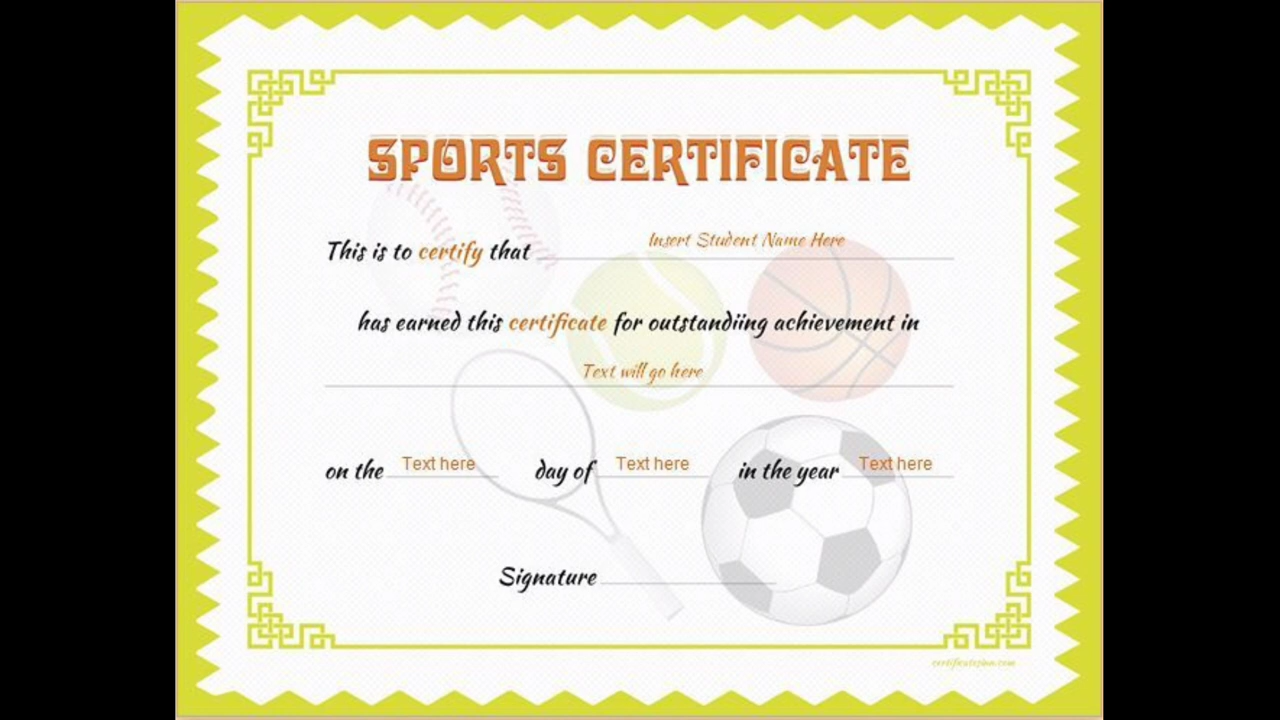 SPORTS CERTIFICATE
This is to certify that Insert Student Name Here
has earned this certificate for outstandiing achievement in
Text will go here
on the Text here day of Text here in the year Text here
Signature